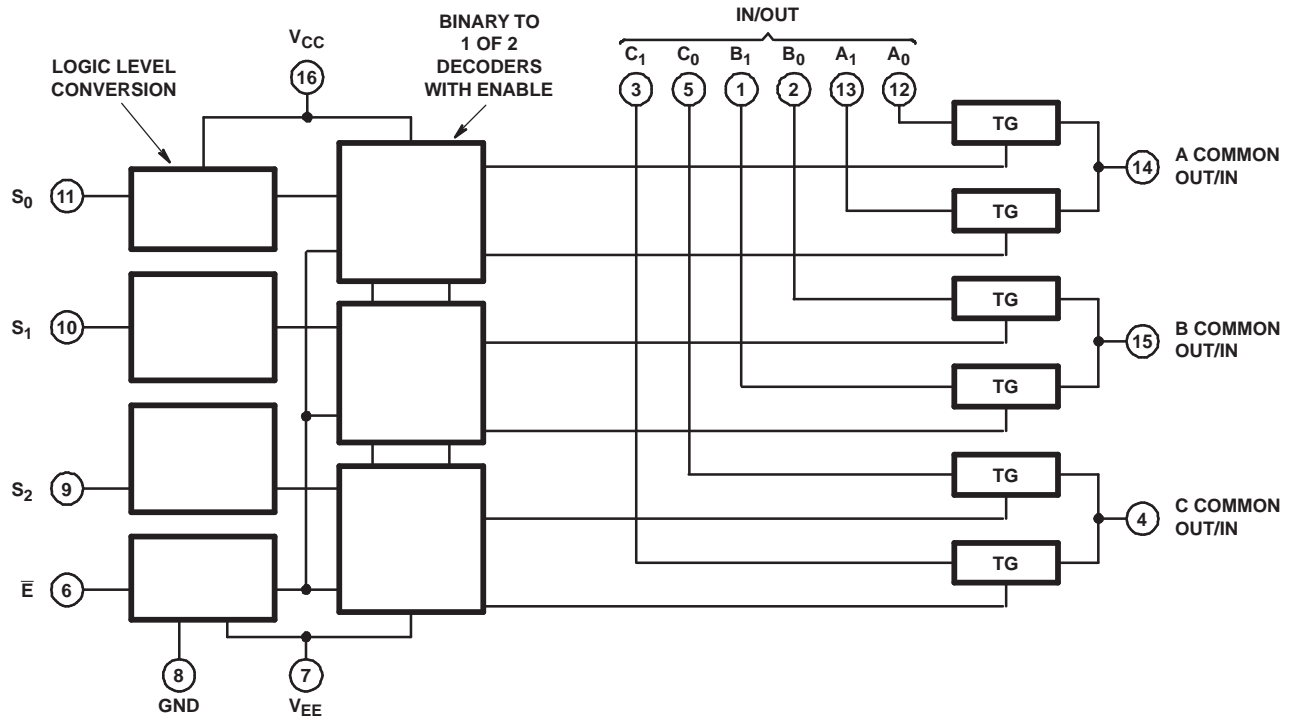 IN/OUT
BINARY TO
1 OF 2
DECODERS
WITH ENABLE
VCC
LOGIC LEVEL
CONVERSION
C1 C0 B1 B0 A1 A0
16
3 5 1 2 13 12
TG
A COMMON
OUT/IN
14
S0 11
TG
TG
S1 10
B COMMON
OUT/IN
15
TG
TG
S2 9
C COMMON
OUT/IN
4
TG
E̅ 6
8
GND
7
VEE